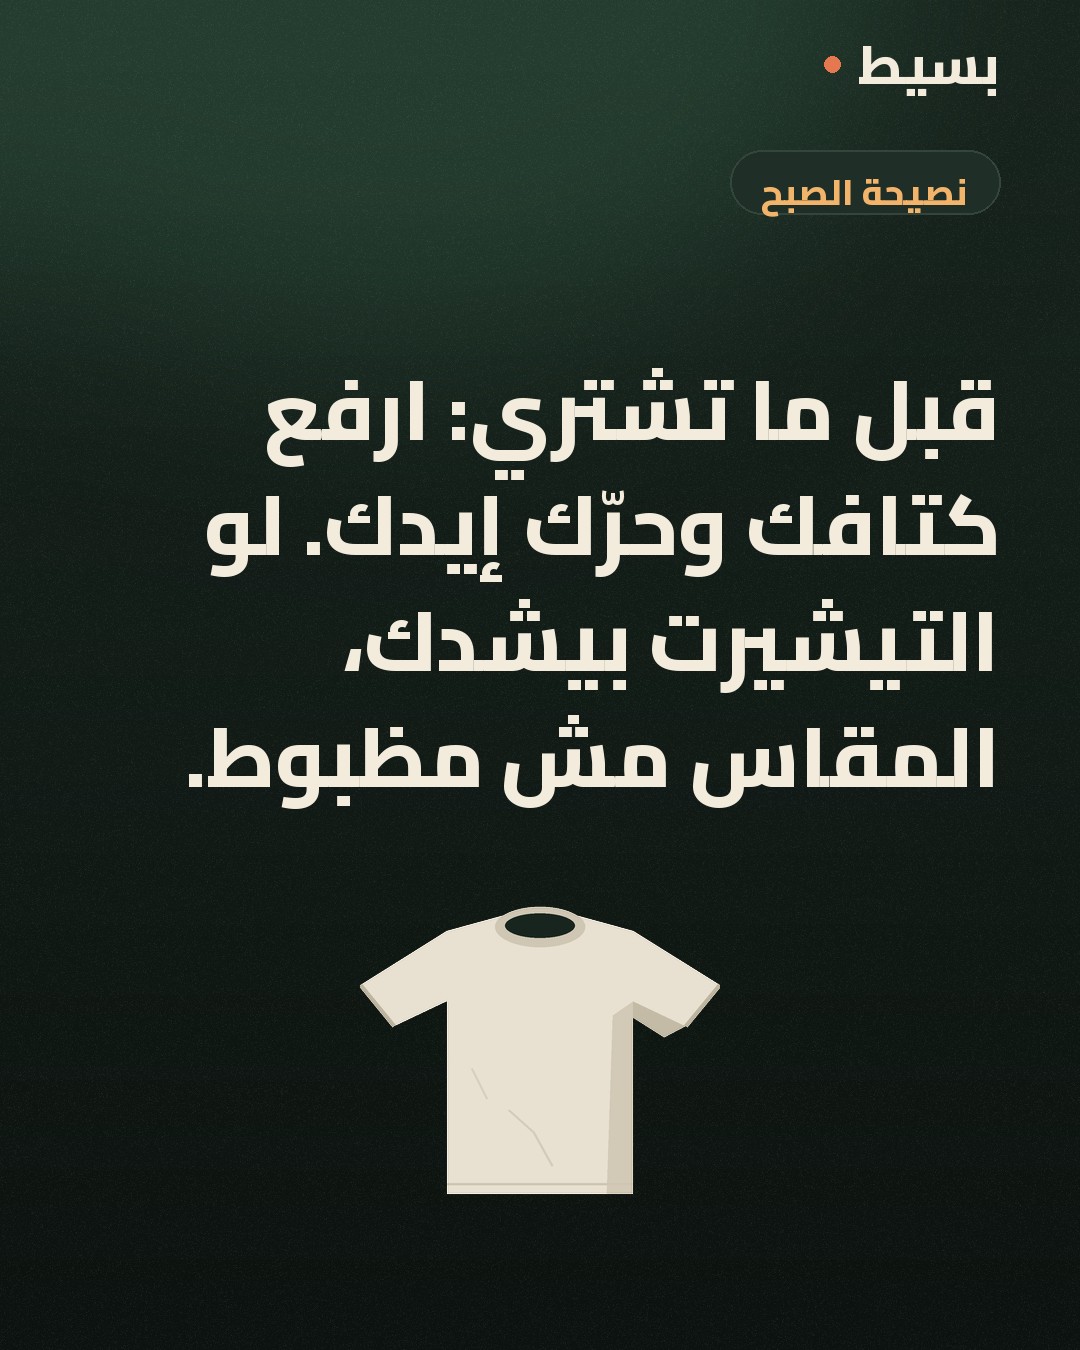 بسيط
نصيحة الصبح
قبل ما تشتري: ارفع
كتافك وحرّك إيدك. لو
التيشيرت بيشدك،
المقاس مش مظبوط.